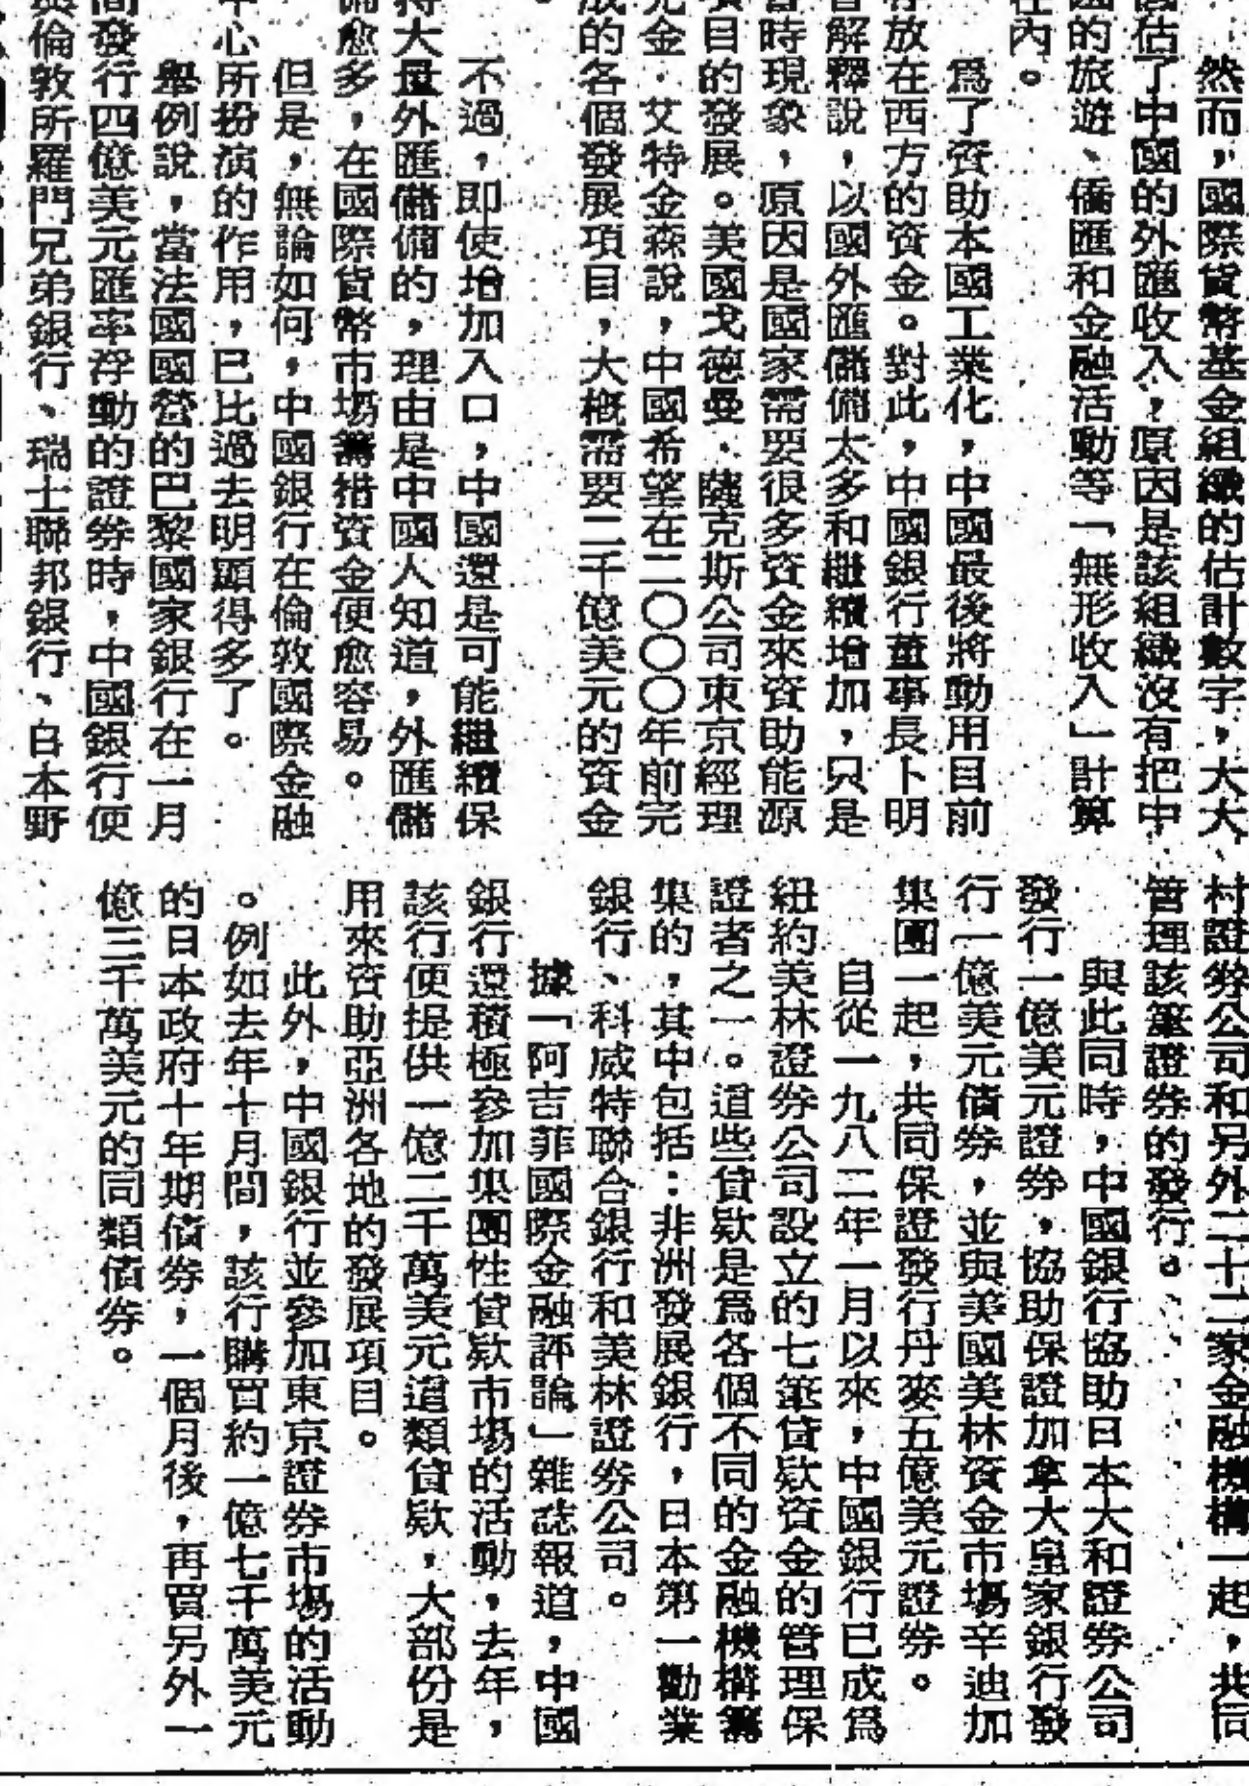 然而,國際貨幣基金組織的估計數字,大大
估了中國的外匯收入,原因是該組織沒有把中
的旅遊、僑匯和金融活動等「無形收入」計算
在內。
爲了資助本國工業化,中國最後將動用目前
存放在西方的資金。對此,中國銀行董事長卜明
曾解釋說,以國外匯儲備太多和繼續增加,只是
暫時現象,原因是國家需要很多資金來資助能源
項目的發展。美國戈德曼.薩克斯公司東京經理
金.艾特金森說,中國希望在二〇〇〇年前完
成的各個發展項目,大概需要二千億美元的資金
。
不過,即使增加入口,中國還是可能繼續保
持大量外匯儲備的,理由是中國人知道,外匯儲
備愈多,在國際貨幣市場籌措資金便愈容易。
但是,無論如何,中國銀行在倫敦國際金融
中心所扮演的作用,已比過去明顯得多了。
舉例說,當法國國營的巴黎國家銀行在一月
間發行四億美元匯率浮動的證券時,中國銀行便
與倫敦所羅門兄弟銀行、瑞士聯邦銀行、日本野
村證券公司和另外二十二家金融機構一起,共同
管理該筆證券的發行。
與此同時,中國銀行協助日本大和證券公司
發行一億美元證券,協助保證加拿大皇家銀行發
行一億美元債券,並與美國美林資金市場辛迪加
集團一起,共同保證發行丹麥五億美元證券。
自從一九八二年一月以來,中國銀行已成爲
紐約美林證券公司設立的七筆貸款資金的管理保
證者之一。這些貸款是爲各個不同的金融機構籌
集的,其中包括:非洲發展銀行,日本第一勸業
銀行、科威特聯合銀行和美林證券公司。
據「阿吉菲國際金融評論」雜誌報道,中國
銀行還積極參加集團性貸款市場的活動,去年,
該行便提供一億二千萬美元這類貸款,大部份是
用來資助亞洲各地的發展項目。
此外,中國銀行並參加東京證券市場的活動
。例如去年十月間,該行購買約一億七千萬美元
的日本政府十年期債券,一個月後,再買另外一
億三千萬美元的同類債券。